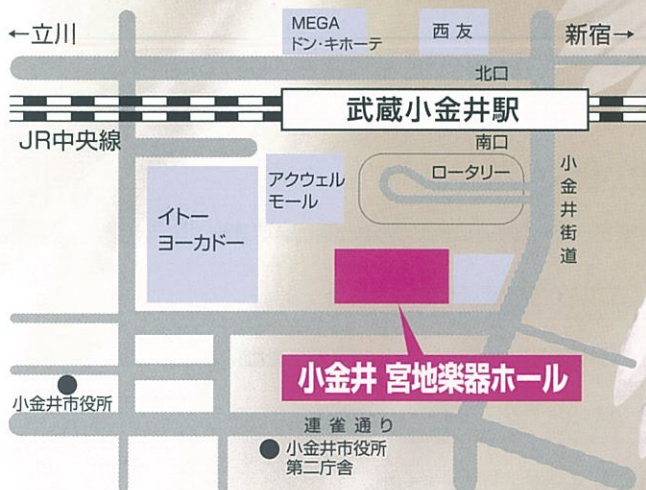 ←立川
MEGA
ドン・キホーテ
西友
新宿→
北口
武蔵小金井駅
JR中央線
南口
ロータリー
小金井街道
アクウェル
モール
イトー
ヨーカドー
小金井 宮地楽器ホール
小金井市役所
連雀通り
小金井市役所
第二庁舎